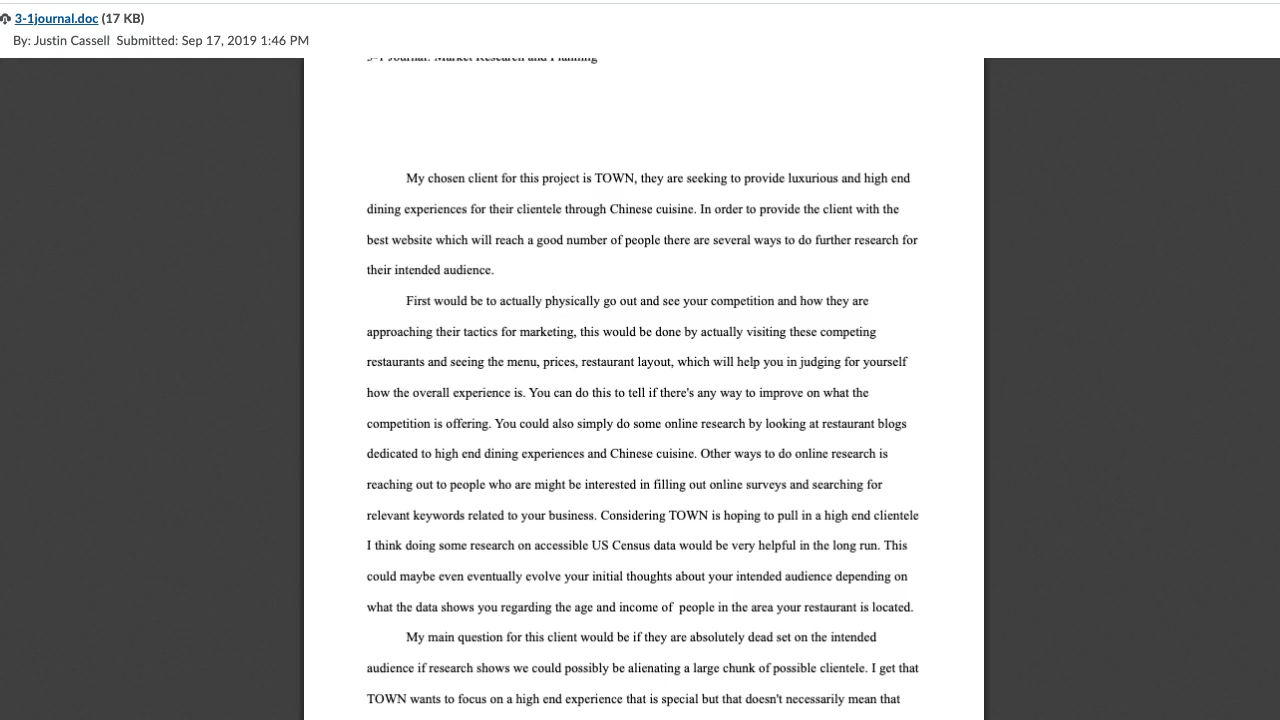 3-1journal.doc (17 KB)
By: Justin Cassell Submitted: Sep 17, 2019 1:46 PM
3-1 Journal: Market Research and Planning
My chosen client for this project is TOWN, they are seeking to provide luxurious and high end
dining experiences for their clientele through Chinese cuisine. In order to provide the client with the
best website which will reach a good number of people there are several ways to do further research for
their intended audience.
First would be to actually physically go out and see your competition and how they are
approaching their tactics for marketing, this would be done by actually visiting these competing
restaurants and seeing the menu, prices, restaurant layout, which will help you in judging for yourself
how the overall experience is. You can do this to tell if there's any way to improve on what the
competition is offering. You could also simply do some online research by looking at restaurant blogs
dedicated to high end dining experiences and Chinese cuisine. Other ways to do online research is
reaching out to people who are might be interested in filling out online surveys and searching for
relevant keywords related to your business. Considering TOWN is hoping to pull in a high end clientele
I think doing some research on accessible US Census data would be very helpful in the long run. This
could maybe even eventually evolve your initial thoughts about your intended audience depending on
what the data shows you regarding the age and income of  people in the area your restaurant is located.
My main question for this client would be if they are absolutely dead set on the intended
audience if research shows we could possibly be alienating a large chunk of possible clientele. I get that
TOWN wants to focus on a high end experience that is special but that doesn't necessarily mean that